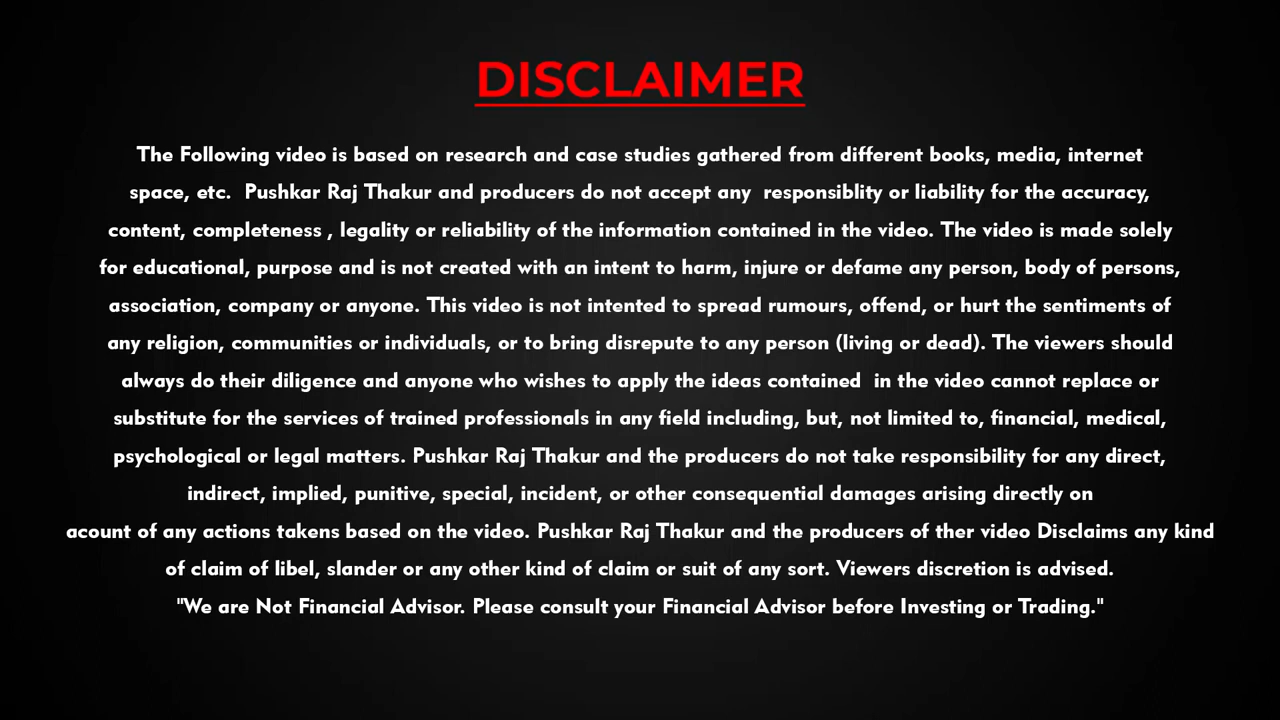 DISCLAIMER
The Following video is based on research and case studies gathered from different books, media, internet
space, etc.  Pushkar Raj Thakur and producers do not accept any  responsiblity or liability for the accuracy,
content, completeness , legality or reliability of the information contained in the video. The video is made solely
for educational, purpose and is not created with an intent to harm, injure or defame any person, body of persons,
association, company or anyone. This video is not intented to spread rumours, offend, or hurt the sentiments of
any religion, communities or individuals, or to bring disrepute to any person (living or dead). The viewers should
always do their diligence and anyone who wishes to apply the ideas contained  in the video cannot replace or
substitute for the services of trained professionals in any field including, but, not limited to, financial, medical,
psychological or legal matters. Pushkar Raj Thakur and the producers do not take responsibility for any direct,
indirect, implied, punitive, special, incident, or other consequential damages arising directly on
acount of any actions takens based on the video. Pushkar Raj Thakur and the producers of ther video Disclaims any kind
of claim of libel, slander or any other kind of claim or suit of any sort. Viewers discretion is advised.
"We are Not Financial Advisor. Please consult your Financial Advisor before Investing or Trading."